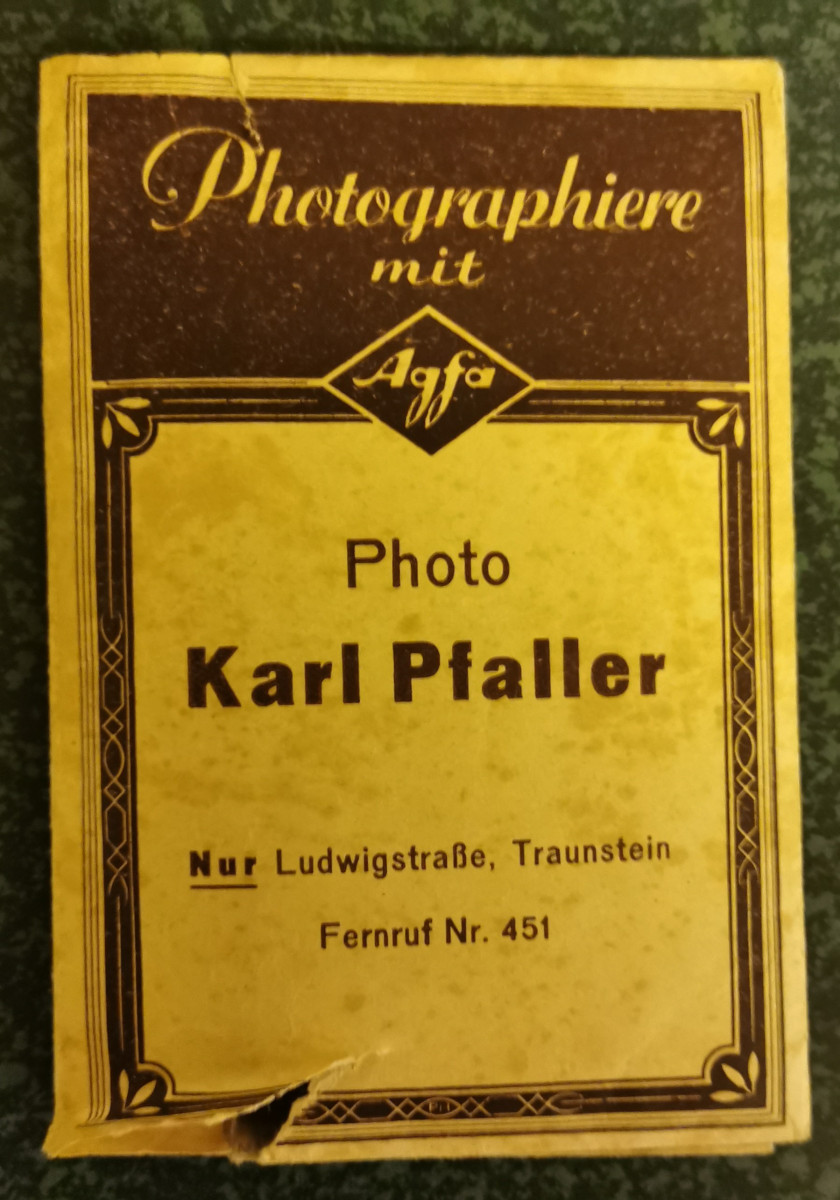 Photographiere
mit
Agfa
Photo
Karl Pfaller
Nur Ludwigstraße, Traunstein
Fernruf Nr. 451